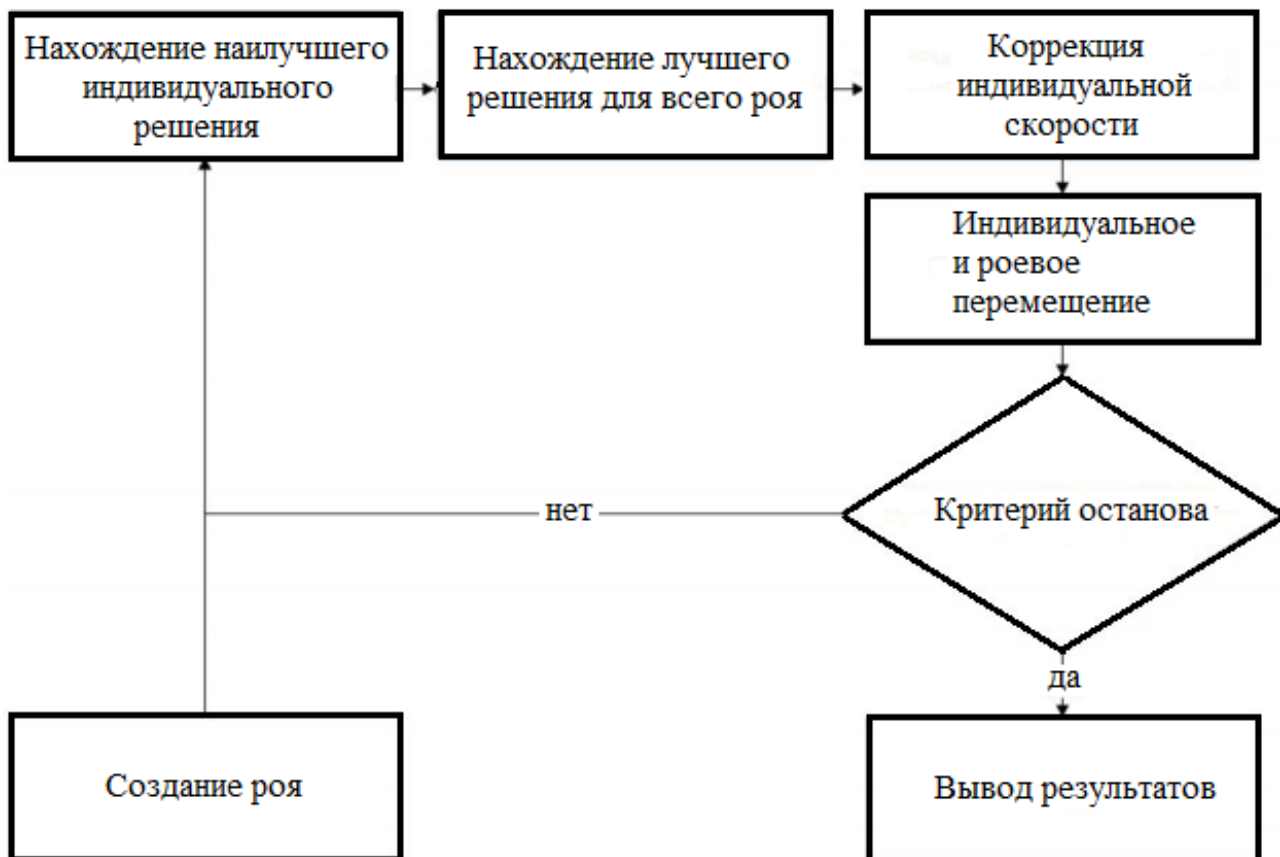 Нахождение наилучшего
индивидуального
решения
Нахождение лучшего
решения для всего роя
Коррекция
индивидуальной
скорости
Индивидуальное
и роевое
перемещение
Критерий останова
нет
да
Создание роя
Вывод результатов